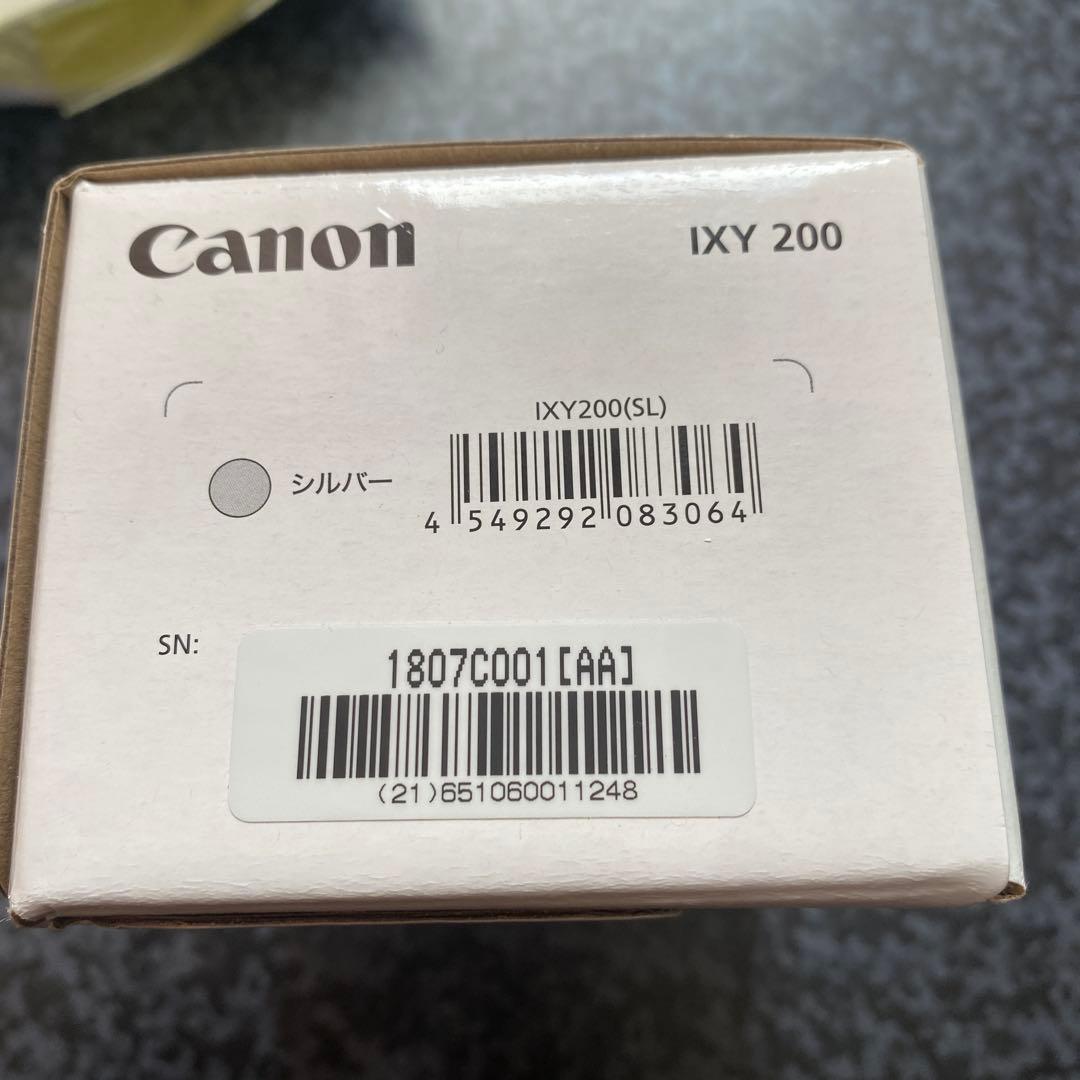 Canon
IXY 200
IXY200(SL)
シルバー
4 549292 083064
SN:
1807C001[AA]
(21)651060011248